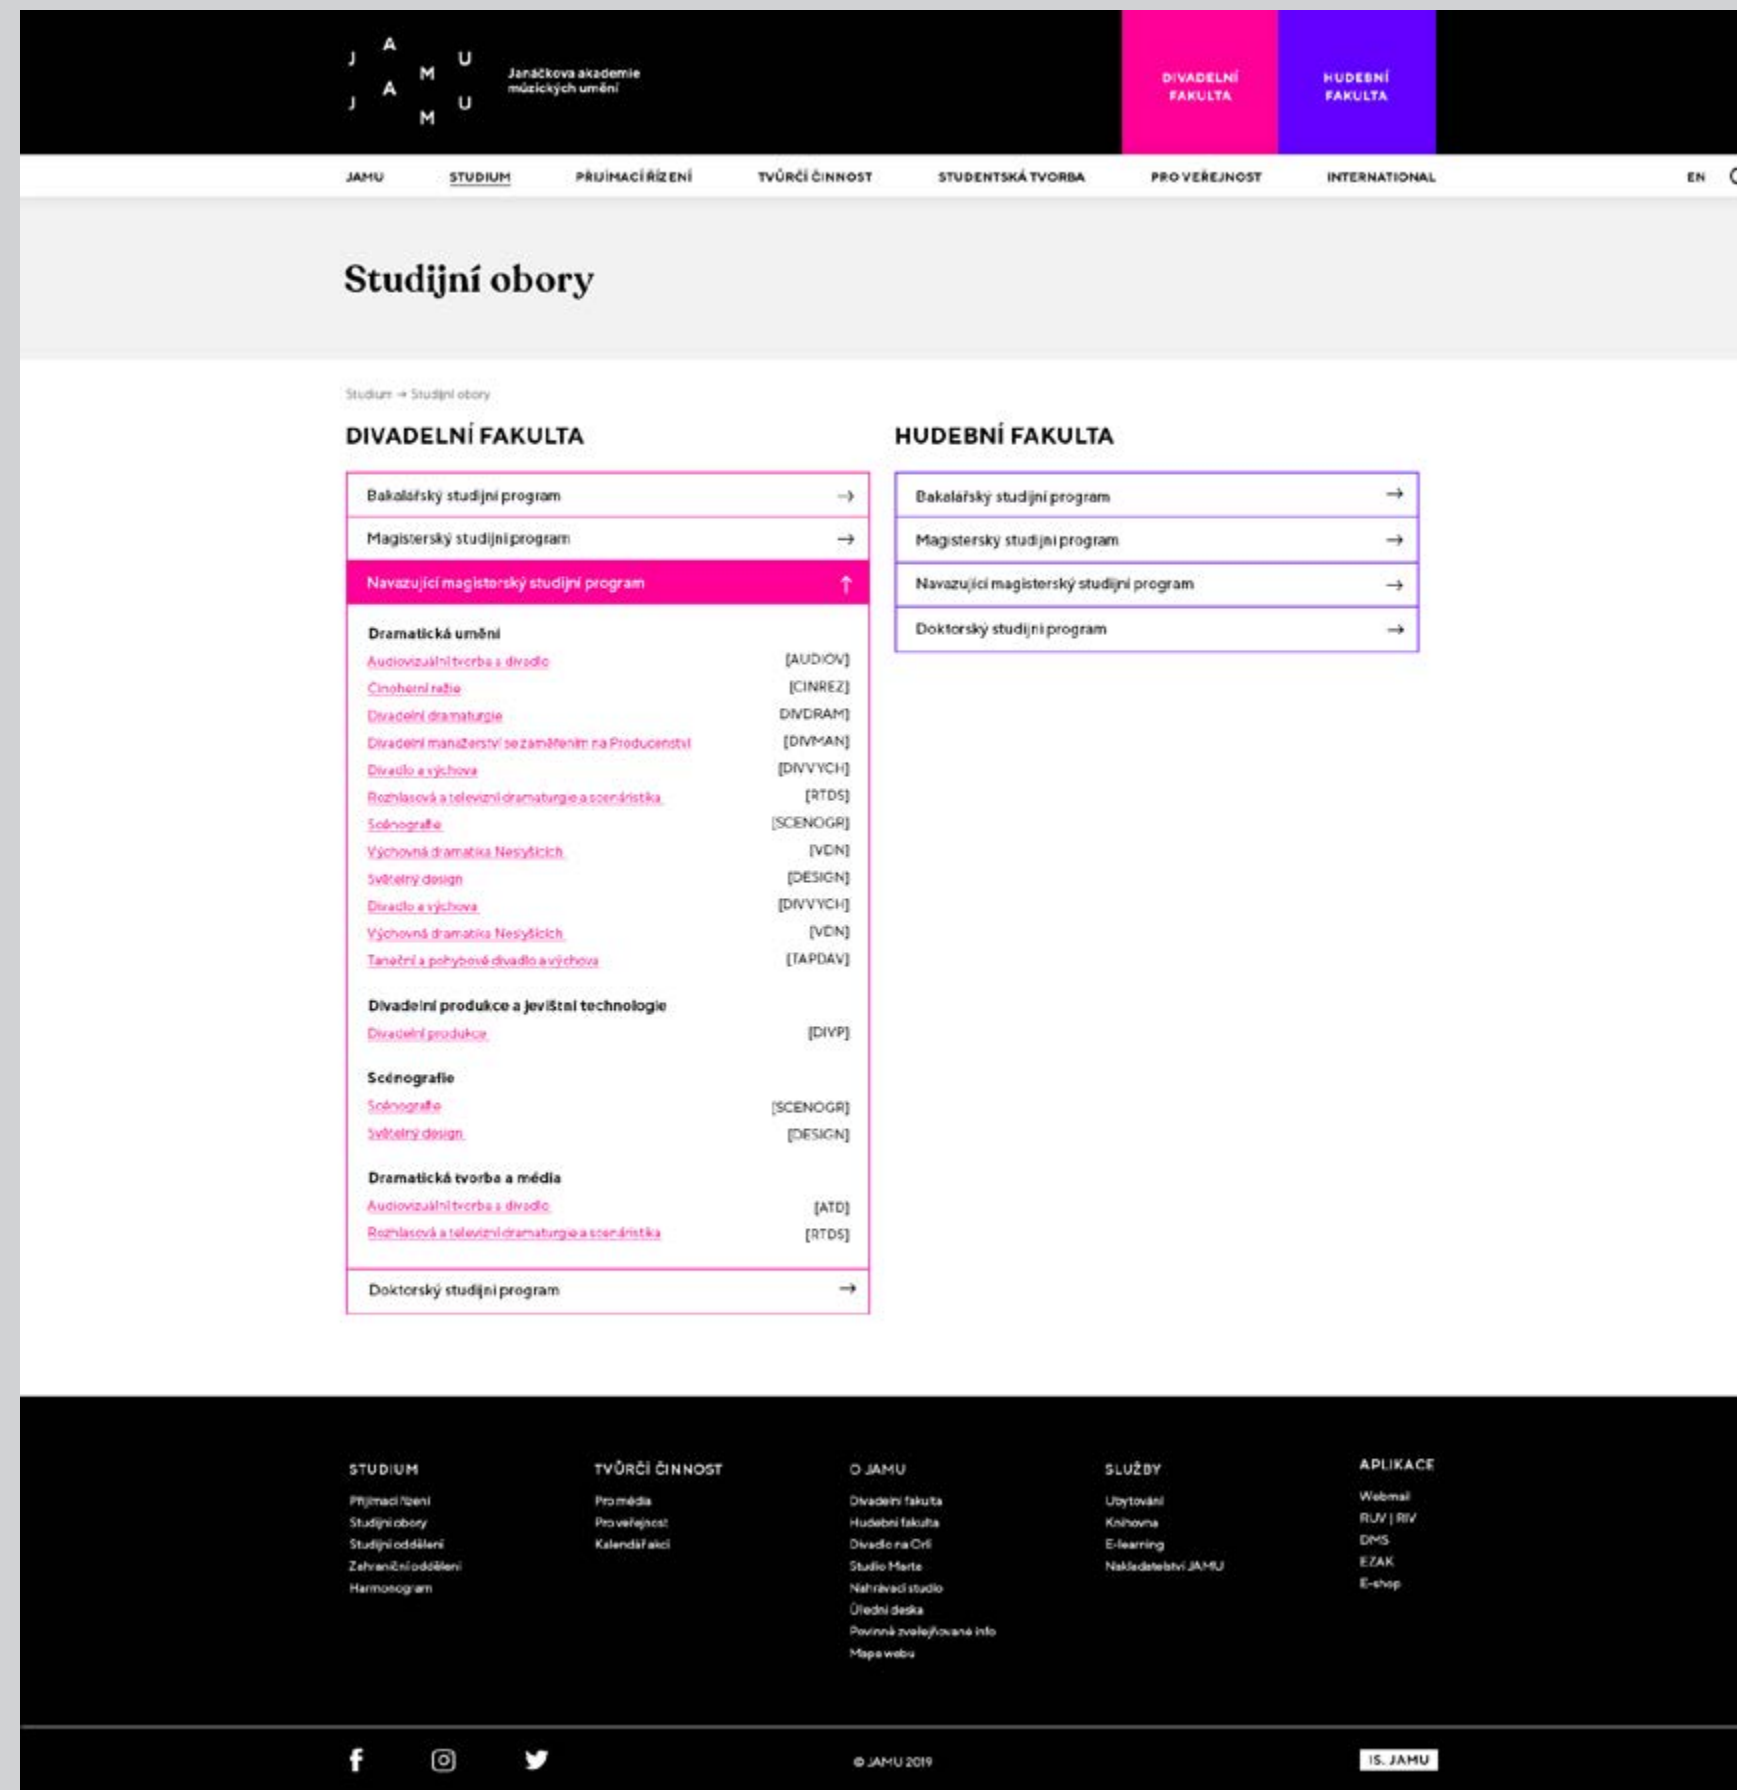 J A M U
J A M U
Janáčkova akademie
múzických umění
DIVADELNÍ
FAKULTA
HUDEBNÍ
FAKULTA
JAMU
STUDIUM
PŘIJÍMACÍ ŘÍZENÍ
TVŮRČÍ ČINNOST
STUDENTSKÁ TVORBA
PRO VEŘEJNOST
INTERNATIONAL
EN
Studijní obory
Studium → Studijní obory
DIVADELNÍ FAKULTA
Bakalářský studijní program →
Magisterský studijní program →
Navazující magisterský studijní program ↑
Dramatická umění
Audiovizuální tvorba a divadlo [AUDIOV]
Činoherní režie [CINREZ]
Divadelní dramaturgie DIVDRAM]
Divadelní manažerství se zaměřením na Producentství [DIVMAN]
Divadlo a výchova [DIVVYCH]
Rozhlasová a televizní dramaturgie a scenáristika [RTDS]
Scénografie [SCENOGR]
Výchovná dramatika Neslyšících [VDN]
Světelný design [DESIGN]
Divadlo a výchova [DIVVYCH]
Výchovná dramatika Neslyšících [VDN]
Taneční a pohybové divadlo a výchova [TAPDAV]
Divadelní produkce a jevištní technologie
Divadelní produkce [DIVP]
Scénografie
Scénografie [SCENOGR]
Světelný design [DESIGN]
Dramatická tvorba a média
Audiovizuální tvorba a divadlo [ATD]
Rozhlasová a televizní dramaturgie a scenáristika [RTDS]
Doktorský studijní program →
HUDEBNÍ FAKULTA
Bakalářský studijní program →
Magisterský studijní program →
Navazující magisterský studijní program →
Doktorský studijní program →
STUDIUM
Přijímací řízení
Studijní obory
Studijní oddělení
Zahraniční oddělení
Harmonogram
TVŮRČÍ ČINNOST
Pro média
Pro veřejnost
Kalendář akcí
O JAMU
Divadelní fakulta
Hudební fakulta
Divadlo na Orlí
Studio Marta
Nahrávací studio
Úřední deska
Povinně zveřejňované info
Mapa webu
SLUŽBY
Ubytování
Knihovna
E-learning
Nakladatelství JAMU
APLIKACE
Webmail
RUV | RIV
DMS
EZAK
E-shop
© JAMU 2019
IS. JAMU